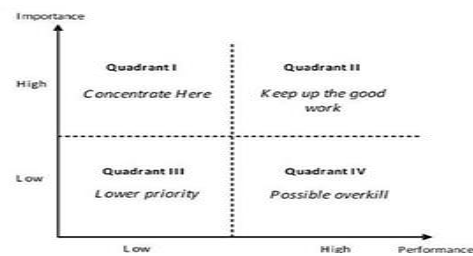 Importance
Quadrant I
Quadrant II
High
Concentrate Here
Keep up the good
work
Quadrant III
Quadrant IV
Low
Lower priority
Possible overkill
Low
High
Performance